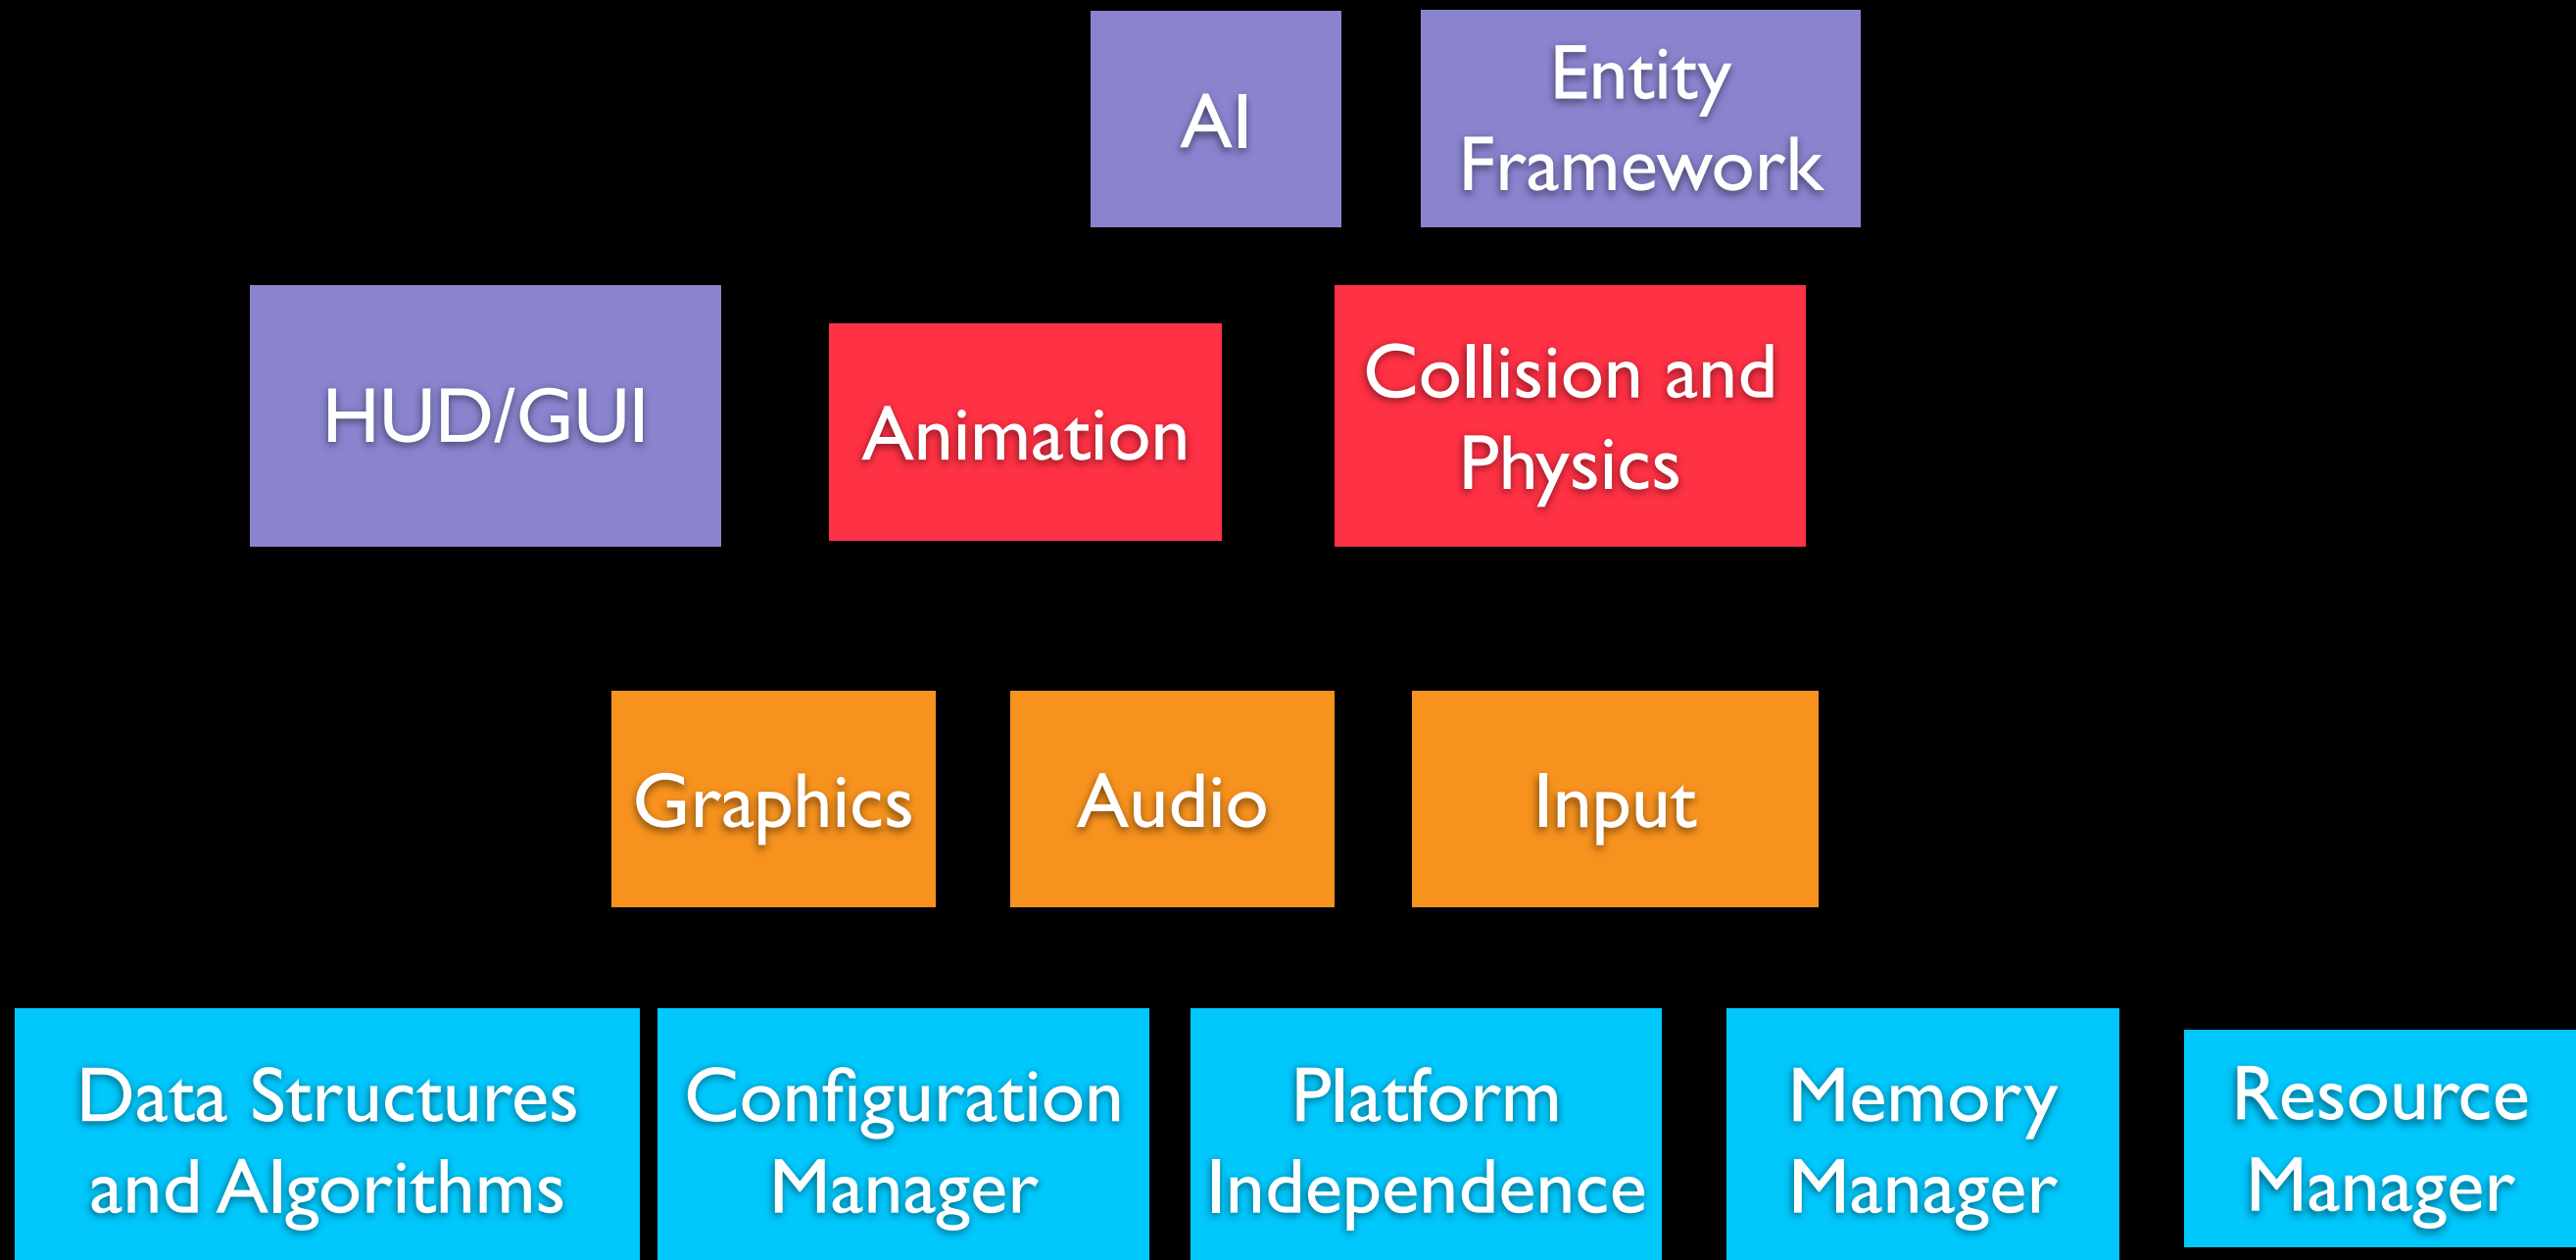 AI
Entity
Framework
HUD/GUI
Animation
Collision and
Physics
Graphics
Audio
Input
Data Structures
and Algorithms
Configuration
Manager
Platform
Independence
Memory
Manager
Resource
Manager